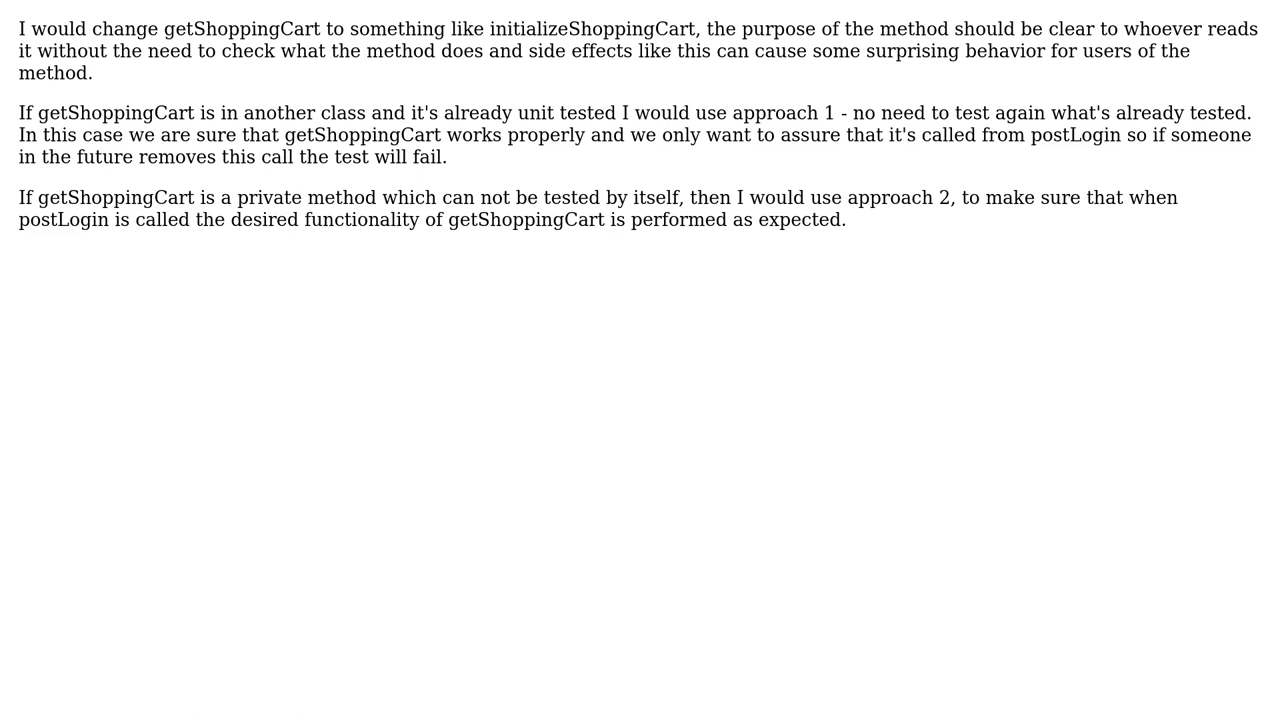 I would change getShoppingCart to something like initializeShoppingCart, the purpose of the method should be clear to whoever reads
it without the need to check what the method does and side effects like this can cause some surprising behavior for users of the
method.
If getShoppingCart is in another class and it's already unit tested I would use approach 1 - no need to test again what's already tested.
In this case we are sure that getShoppingCart works properly and we only want to assure that it's called from postLogin so if someone
in the future removes this call the test will fail.
If getShoppingCart is a private method which can not be tested by itself, then I would use approach 2, to make sure that when
postLogin is called the desired functionality of getShoppingCart is performed as expected.